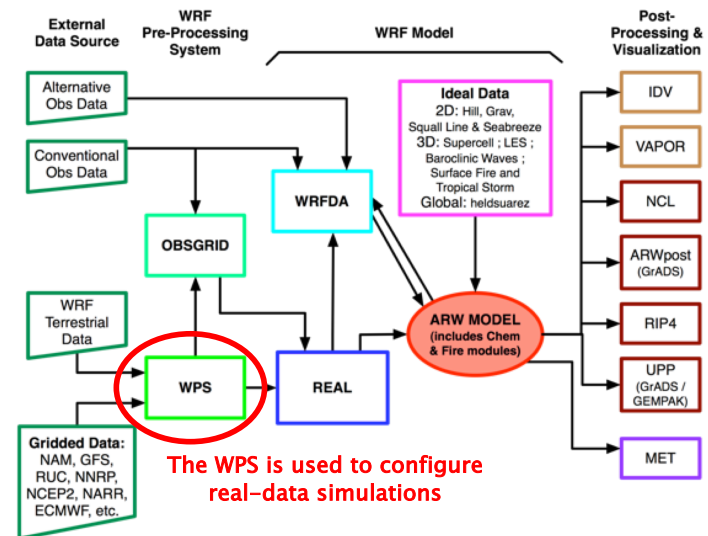 External
Data Source
WRF
Pre-Processing
System
WRF Model
Post-
Processing &
Visualization
Alternative
Obs Data
Conventional
Obs Data
WRF
Terrestrial
Data
Gridded Data:
NAM, GFS,
RUC, NNRP,
NCEP2, NARR,
ECMWF, etc.
OBSGRID
WPS
WRFDA
REAL
Ideal Data
2D: Hill, Grav,
Squall Line & Seabreeze
3D: Supercell ; LES ;
Baroclinic Waves ;
Surface Fire and
Tropical Storm
Global: heldsuarez
ARW MODEL
(includes Chem
& Fire modules)
IDV
VAPOR
NCL
ARWpost
(GrADS)
RIP4
UPP
(GrADS /
GEMPAK)
MET
The WPS is used to configure
real-data simulations